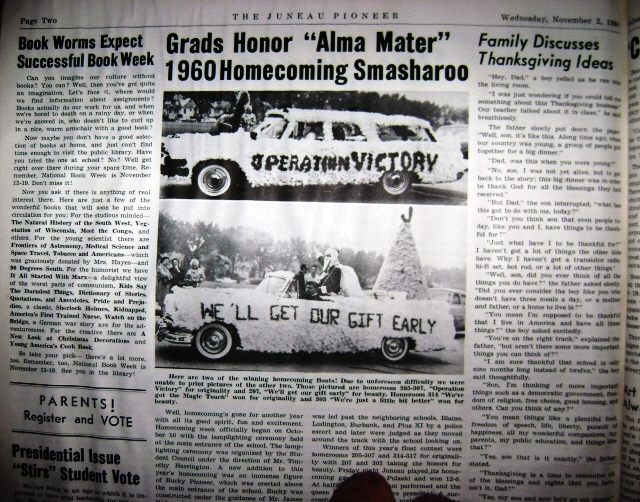 Page Two
THE JUNEAU PIONEER
Wednesday, November 2, 196
Book Worms Expect
Successful Book Week
Can you imagine our culture without
books? You can? Well, then you've got quite
an imagination. Let's face it, where would
we find information about assignments?
Books actually do our work for us, and when
we're bored to death on a rainy day, or when
we're snowed in, who doesn't like to curl up
in a nice, warm armchair with a good book?
Now maybe you don't have a good selec-
tion of books at home, and just can't find
time enough to visit the public library. Have
you tried the ones at school? No? Well get
right over there during your spare time. Re-
member, National Book Week is November
13-19. Don't miss it!
Now you ask if there is anything of real
interest there. Here are just a few of the
wonderful books that will soon be put into
circulation for you: For the studious minded—
The Natural History of the South West, Veg-
etation of Wisconsin, Meet the Congo, and
others. For the young scientist there are
Frontiers of Astronomy, Medical Science and
Space Travel, Tobacco and Americans—which
was graciously donated by Mrs. Hayes—and
90 Degrees South. For the humorist we have
It All Started With Marx—a delightful view
of the worst parts of communism, Kids Say
The Darndest Things, Dictionary of Stories,
Quotations, and Anecdotes. Pride and Preju-
dice, a classic, Sherlock Holmes, Kidnapped,
America's First Trained Nurse, Watch on the
Bridge, a German war story are for the ad-
venturesome. For the creative there are A
New Look at Christmas Decorations and
Young America's Cook Book.
So take your pick—there's a lot more,
too. Remember, too, National Book Week is
November 13-19. See you in the library!
PARENTS!
Register and VOTE
Presidential Issue
"Stirs" Student Vote
Grads Honor "Alma Mater"
1960 Homecoming Smasharoo
OPERATION VICTORY
WE'LL GET OUR GIFT EARLY
Here are two of the winning homecoming floats! Due to unforeseen difficulty we were
unable to print pictures of the other two. Those pictured are homerooms 205-307, "Operation
Victory" for originality and 207, "We'll get our gift early" for beauty. Homerooms 314 "We've
got the Magic Touch" won for originality and 303 "We're just a little bit better" won for
beauty.
Well, homecoming's gone for another year
with all its good spirit, fun and excitement.
Homecoming week officially began on Octo-
ber 10 with the lamplighting ceremony held
at the main entrance of the school. The lamp-
lighting ceremony was organized by the Stu-
dent Council under the direction of Mr. Tim-
othy Harrington. A new addition to this
year's homecoming was an immense figure
of Bucky Pioneer, which was erected above
the main entrance of the school. Bucky was
constructed under the guidance of Mr. James
was led past the neighboring schools, Blaine,
Ludington, Burbank, and Pius XI by a police
escort and later were judged as they moved
around the track with the school looking on.
Winners of this year's float contest were
homerooms 205-307 and 314-317 for original-
ity with 207 and 303 taking the honors for
beauty. Friday night Juneau played its home-
Family Discusses
Thanksgiving Ideas
"Hey, Dad," a boy yelled as he ran into
the living room.
"I was just wondering if you could tell me
something about this Thanksgiving business.
Our teacher talked about it in class," he said
breathlessly.
The father slowly put down the paper.
"Well, son, it's like this. A long time ago, when
our country was young, a group of people got
together for a big dinner."
"Dad, was this when you were young?"
"No, son, I was not yet alive, but to get
back to the story; this big dinner was in order
to thank God for all the blessings they had
received."
"But Dad," the son interrupted, "what has
this got to do with me, today?"
"Don't you think son that even people to-
day, like you and I, have things to be thank-
ful for?"
"Just what have I to be thankful for?
I haven't got a lot of things the other kids
have. Why I haven't got a transistor radio,
hi-fi set, hot rod, or a lot of other things."
"Well, son, did you ever think of all the
things you do have?" the father asked slowly.
"Did you ever consider the boy like you who
doesn't have three meals a day, or a mother
and father, or a home to live in?"
"You mean I'm supposed to be thankful
that I live in America and have all these
things?" the boy asked excitedly.
"You're on the right track," explained the
father, "but aren't there some more important
things you can think of?"
"I am sure thankful that school is only
nine months long instead of twelve," the boy
said thoughtfully.
"Son, I'm thinking of more important
things such as a democratic government, free-
dom of religion, free choice, good housing, and
others. Can you think of any?"
"You mean things like a plentiful food,
freedom of speech, life, liberty, pursuit of
happiness, all my wonderful companions, my
parents, my public education, and things like
that?"
"Yes, son that is it exactly," the father
stated.